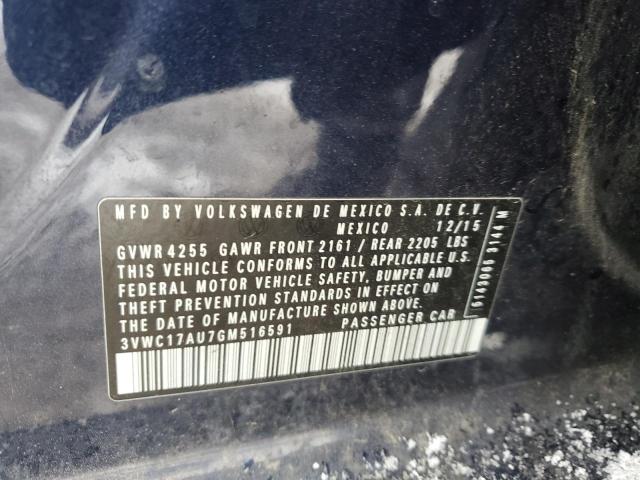 MFD BY VOLKSWAGEN DE MEXICO S.A. DE C.V.
MEXICO 12/15
GVWR 4255 GAWR FRONT 2161 / REAR 2205 LBS
THIS VEHICLE CONFORMS TO ALL APPLICABLE U.S.
FEDERAL MOTOR VEHICLE SAFETY, BUMPER AND
THEFT PREVENTION STANDARDS IN EFFECT ON
THE DATE OF MANUFACTURE SHOWN ABOVE.
3VWC17AU7GM516591 PASSENGER CAR
3144 M